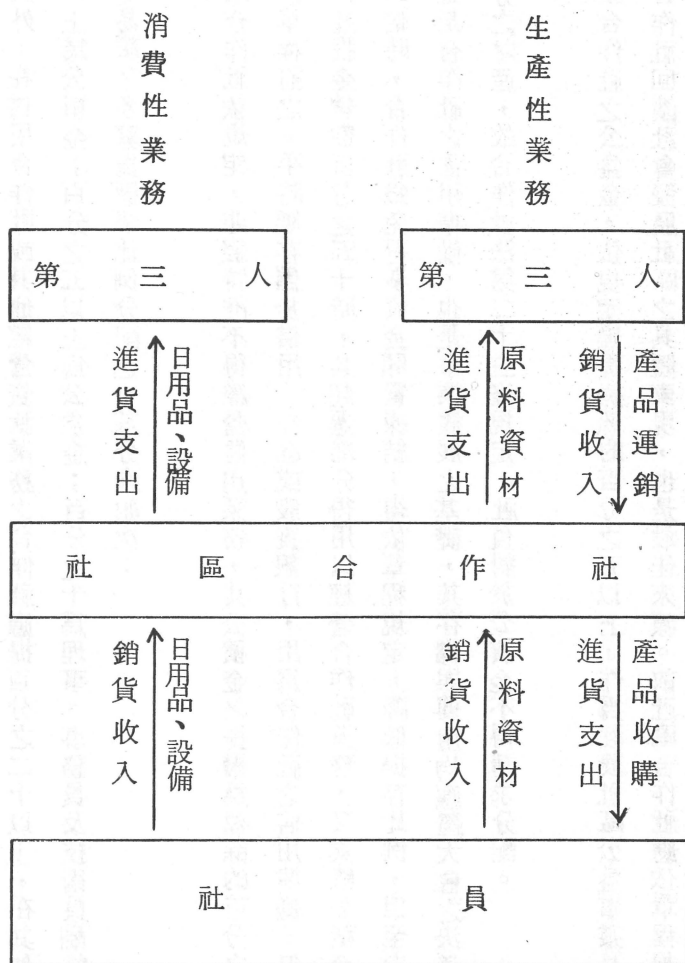 生產性業務
消費性業務
第三人
第三人
產品運銷
銷貨收入
原料資材
進貨支出
日用品、設備
進貨支出
社區合作社
產品收購
進貨支出
原料資材
銷貨收入
日用品、設備
銷貨收入
社員